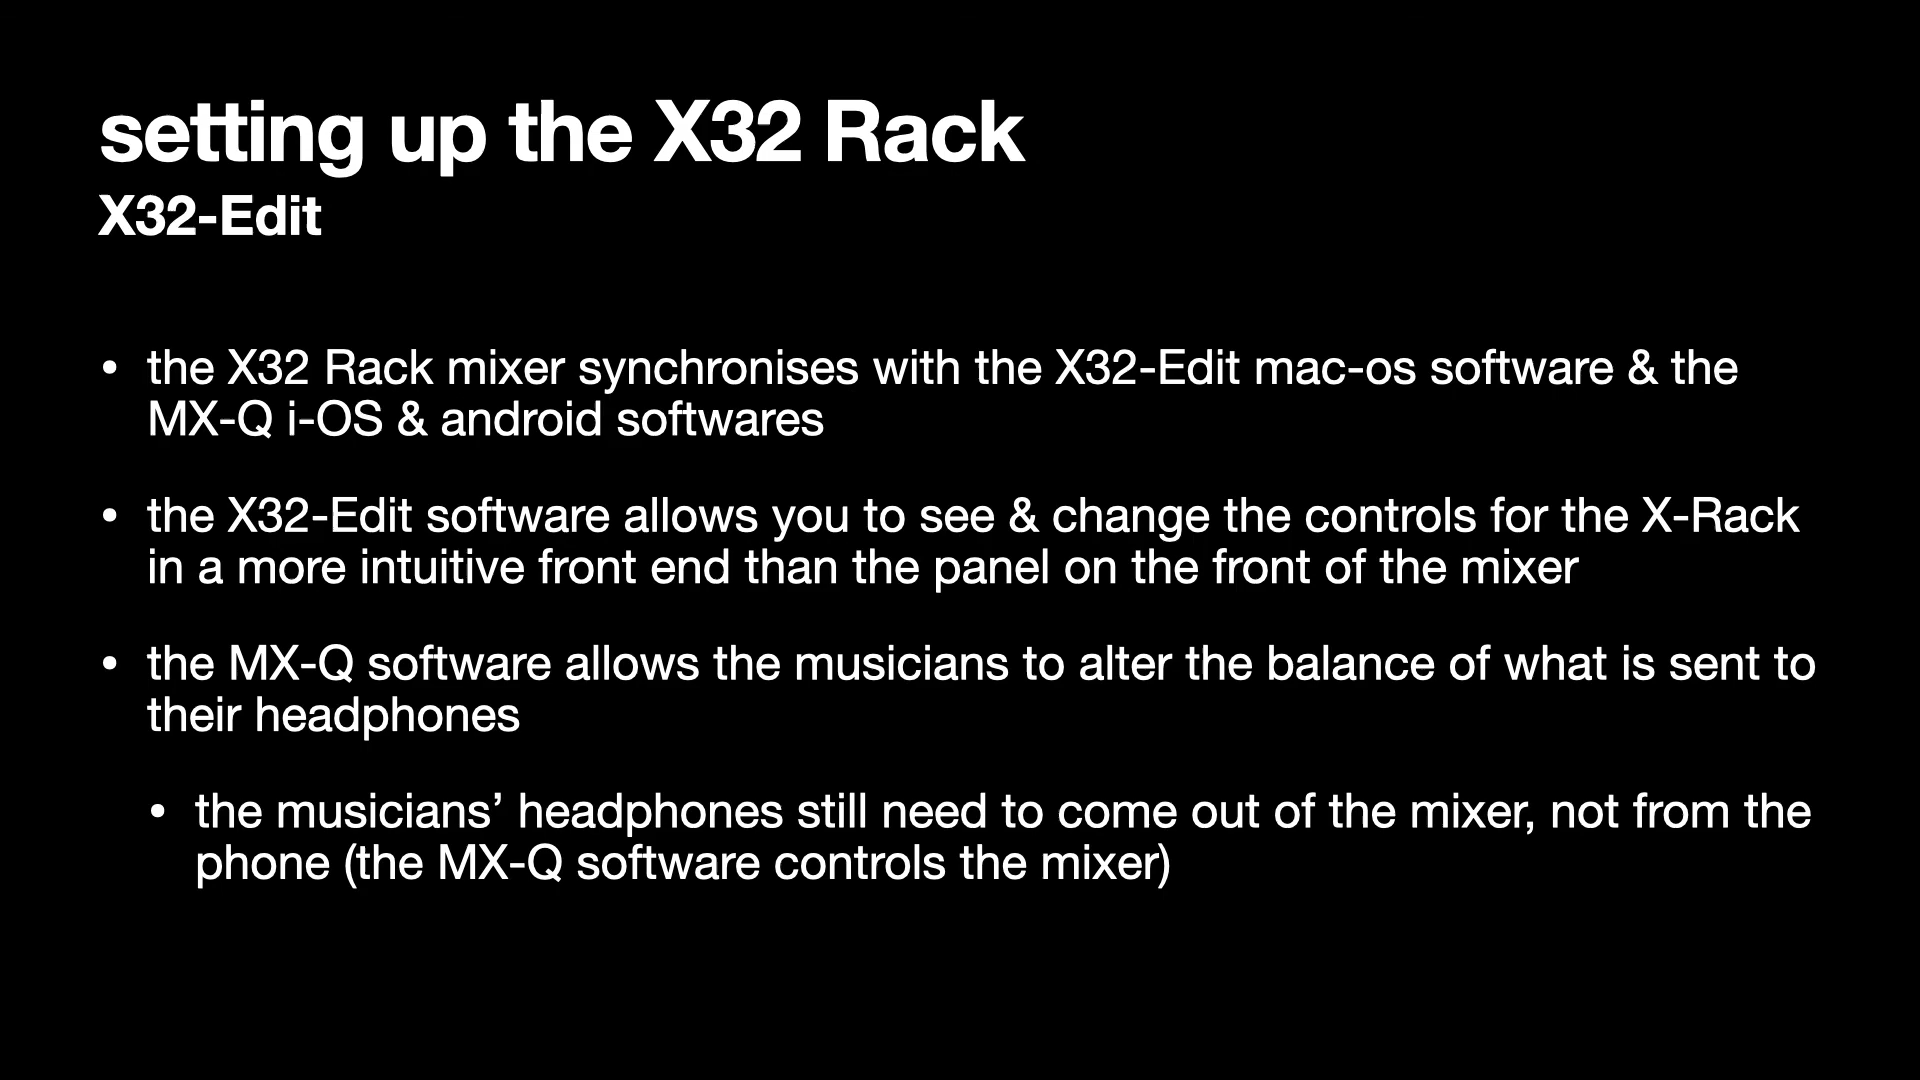 setting up the X32 Rack
X32-Edit
• the X32 Rack mixer synchronises with the X32-Edit mac-os software & the
MX-Q i-OS & android softwares
• the X32-Edit software allows you to see & change the controls for the X-Rack
in a more intuitive front end than the panel on the front of the mixer
• the MX-Q software allows the musicians to alter the balance of what is sent to
their headphones
• the musicians’ headphones still need to come out of the mixer, not from the
phone (the MX-Q software controls the mixer)